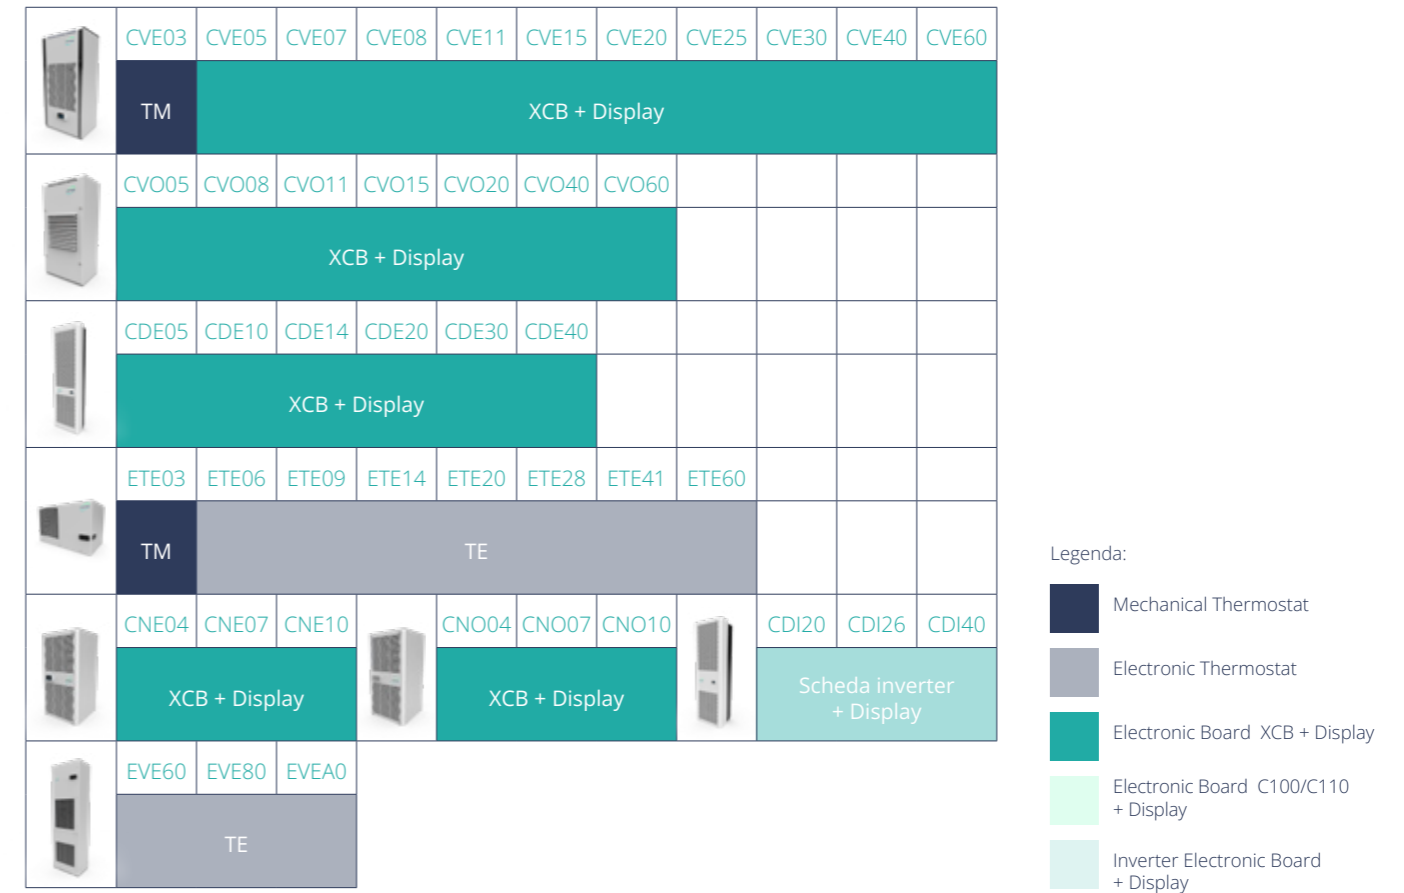 CVE03 CVE05 CVE07 CVE08 CVE11 CVE15 CVE20 CVE25 CVE30 CVE40 CVE60
TM XCB + Display
CVO05 CVO08 CVO11 CVO15 CVO20 CVO40 CVO60
XCB + Display
CDE05 CDE10 CDE14 CDE20 CDE30 CDE40
XCB + Display
ETE03 ETE06 ETE09 ETE14 ETE20 ETE28 ETE41 ETE60
TM TE
CNE04 CNE07 CNE10 CNO04 CNO07 CNO10 CDI20 CDI26 CDI40
XCB + Display XCB + Display Scheda inverter
+ Display
EVE60 EVE80 EVEA0
TE
Legenda:
Mechanical Thermostat
Electronic Thermostat
Electronic Board XCB + Display
Electronic Board C100/C110
+ Display
Inverter Electronic Board
+ Display